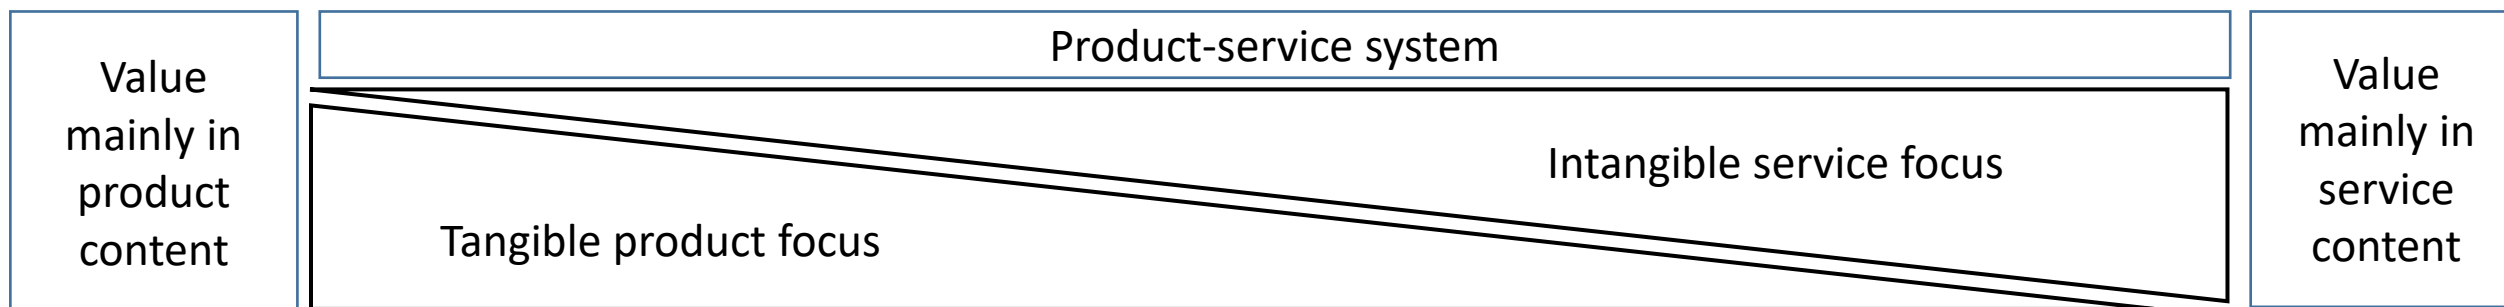 Value
mainly in
product
content
Product-service system
Intangible service focus
Tangible product focus
Value
mainly in
service
content